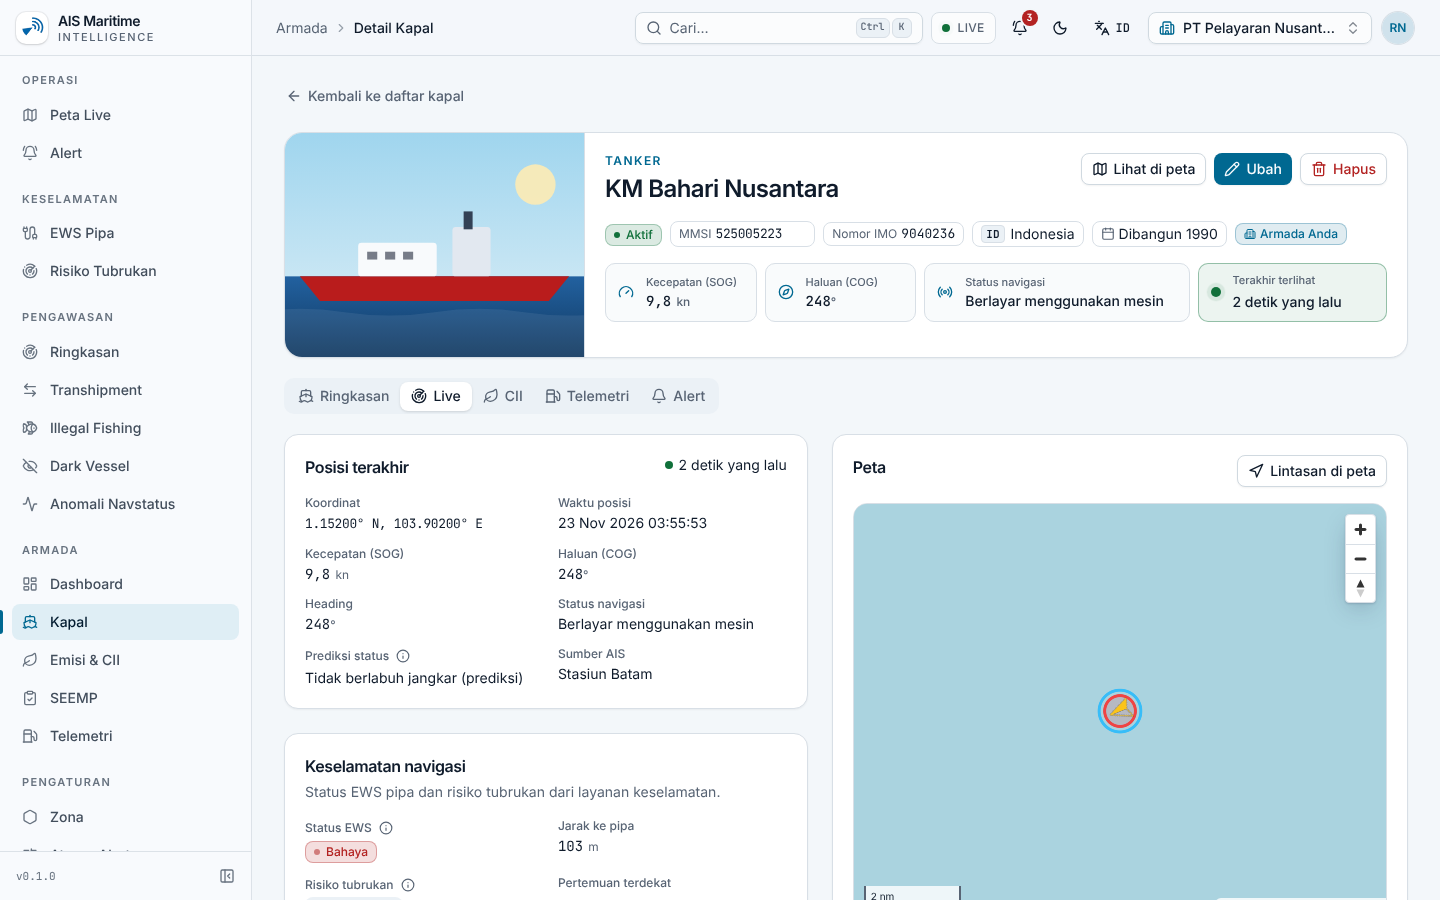 AIS Maritime
INTELLIGENCE
Armada > Detail Kapal
Cari...
Ctrl K
LIVE
3
ID
PT Pelayaran Nusant...
RN
OPERASI
Peta Live
Alert
KESELAMATAN
EWS Pipa
Risiko Tubrukan
PENGAWASAN
Ringkasan
Transhipment
Illegal Fishing
Dark Vessel
Anomali Navstatus
ARMADA
Dashboard
Kapal
Emisi & CII
SEEMP
Telemetri
PENGATURAN
Zona
v0.1.0
Kembali ke daftar kapal
TANKER
KM Bahari Nusantara
Lihat di peta
Ubah
Hapus
Aktif
MMSI 525005223
Nomor IMO 9040236
ID Indonesia
Dibangun 1990
Armada Anda
Kecepatan (SOG)
9,8 kn
Haluan (COG)
248°
Status navigasi
Berlayar menggunakan mesin
Terakhir terlihat
2 detik yang lalu
Ringkasan
Live
CII
Telemetri
Alert
Posisi terakhir
2 detik yang lalu
Koordinat
1.15200° N, 103.90200° E
Waktu posisi
23 Nov 2026 03:55:53
Kecepatan (SOG)
9,8 kn
Haluan (COG)
248°
Heading
248°
Status navigasi
Berlayar menggunakan mesin
Prediksi status
Tidak berlabuh jangkar (prediksi)
Sumber AIS
Stasiun Batam
Keselamatan navigasi
Status EWS pipa dan risiko tubrukan dari layanan keselamatan.
Status EWS
Bahaya
Jarak ke pipa
103 m
Risiko tubrukan
Pertemuan terdekat
Peta
Lintasan di peta
2 nm